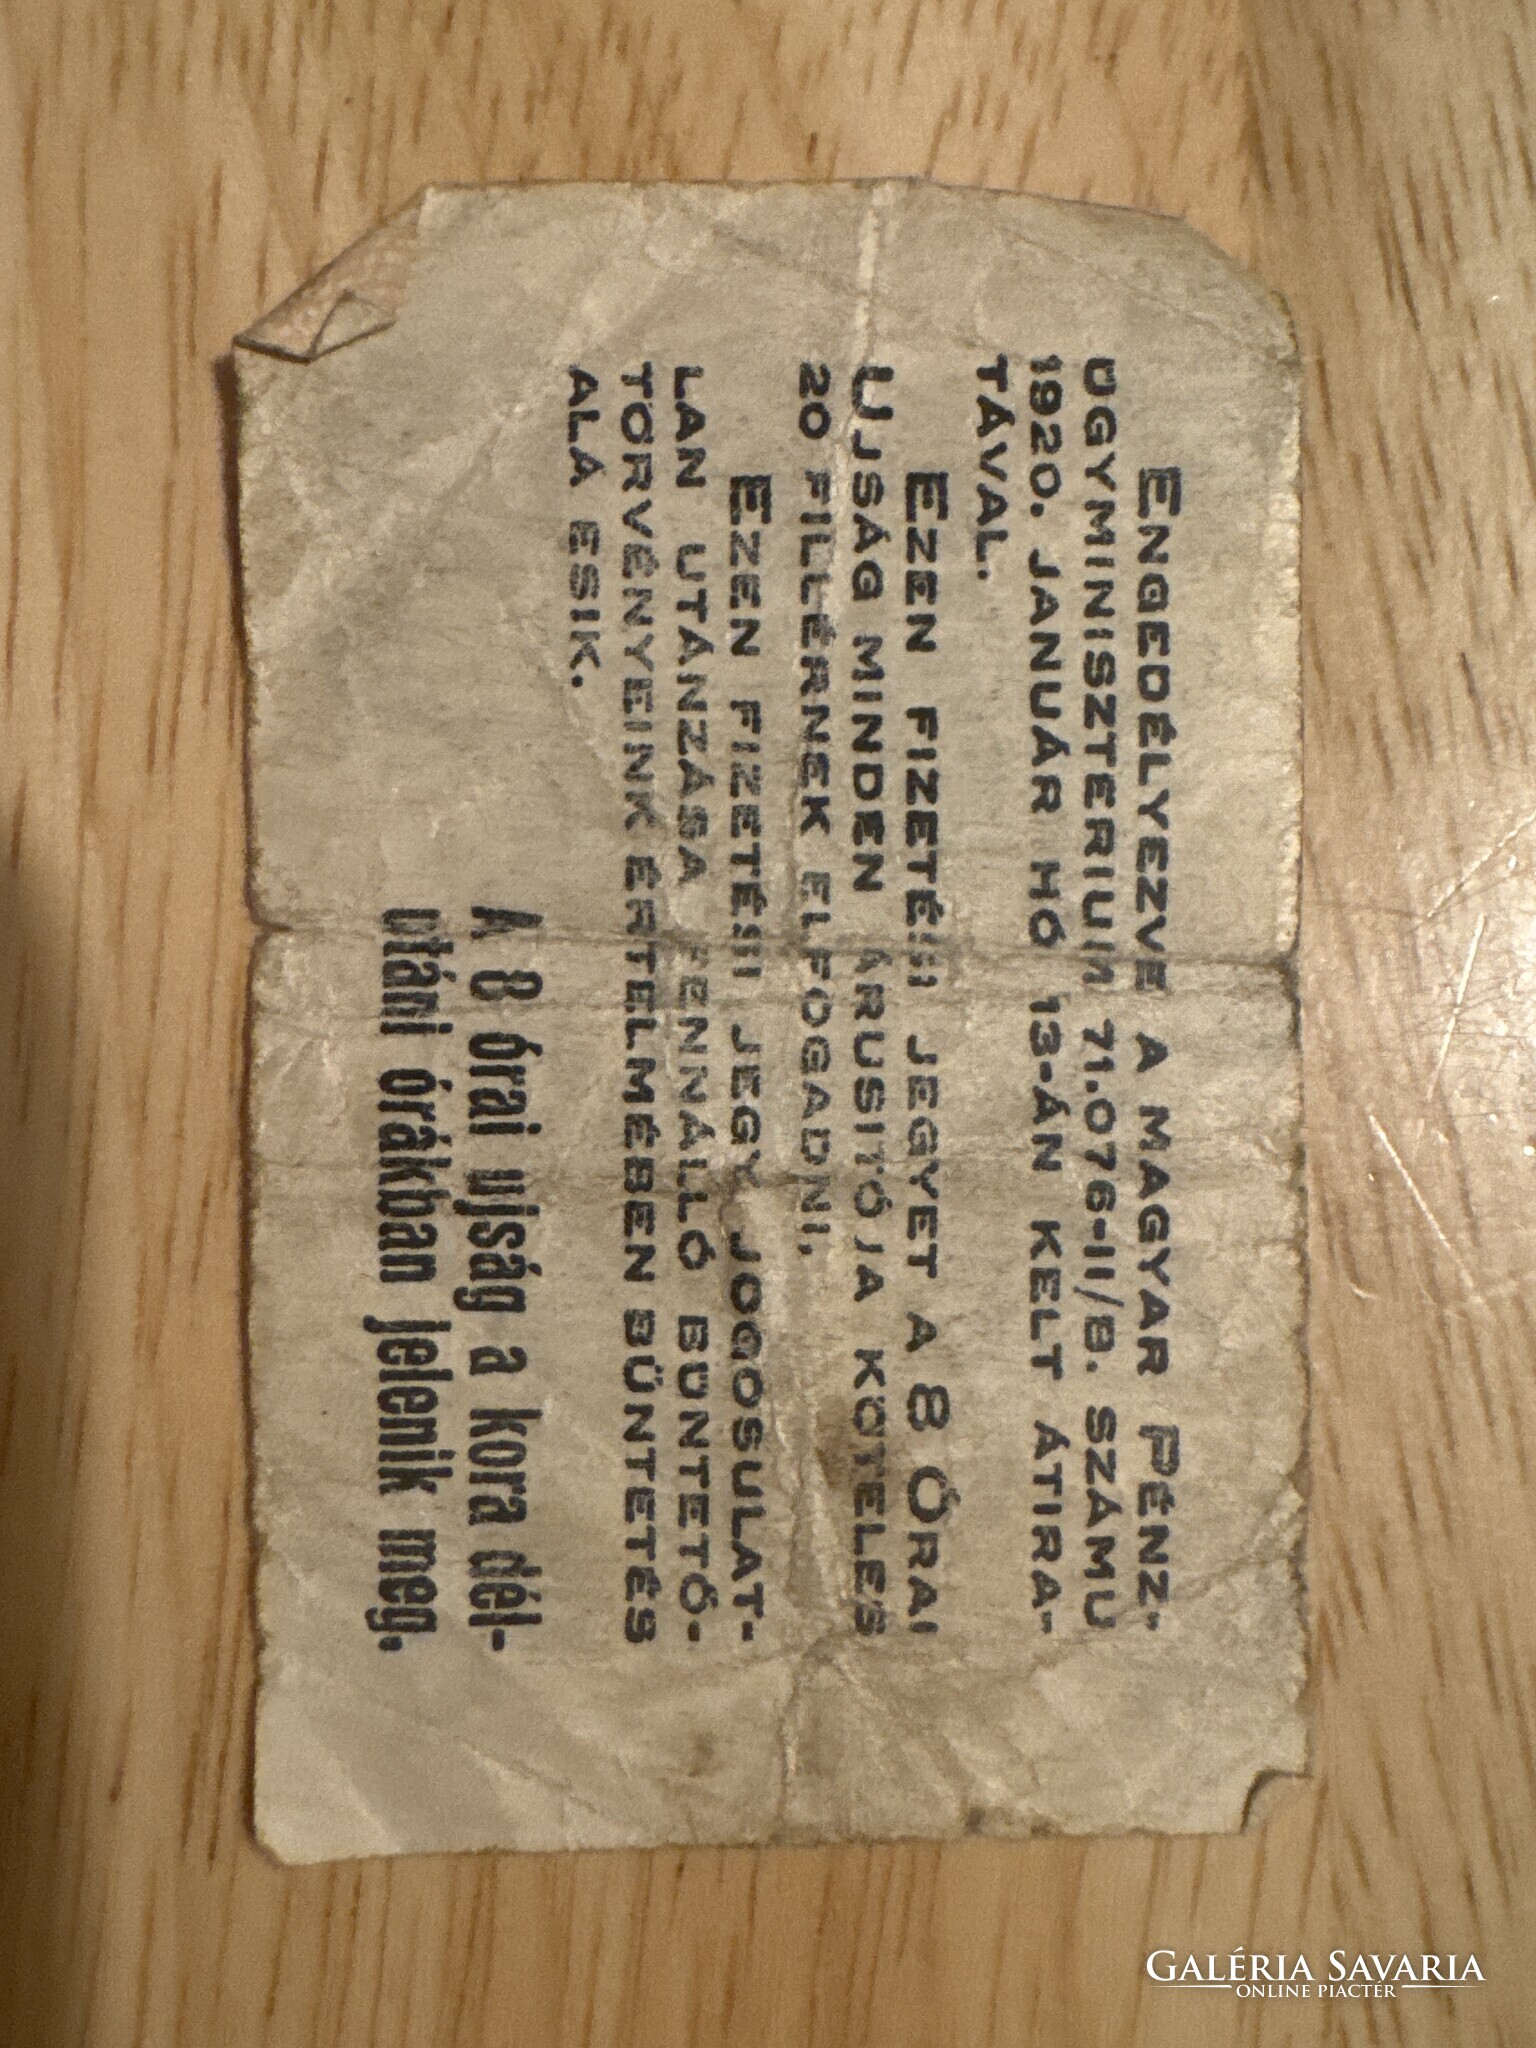 ENGEDÉLYEZVE A MAGYAR PÉNZ-
ÜGYMINISZTERIUM 71.076-II/B. SZÁMU
1920. JANUÁR HÓ 13-ÁN KELT ÁTIRA-
TÁVAL.
EZEN FIZETÉSI JEGYET A 8 ÓRAI
UJSÁG MINDEN ÁRUSITÓJA KÖTELES
20 FILLÉRNEK ELFOGADNI.
EZEN FIZETÉSI JEGY JOGOSULAT-
LAN UTÁNZÁSA FENNÁLLÓ BÜNTETŐ-
TÖRVÉNYEINK ÉRTELMÉBEN BÜNTETÉS
ALÁ ESIK.
A 8 órai ujság a kora dél-
utáni órákban jelenik meg.
GALÉRIA SAVARIA
ONLINE PIACTÉR